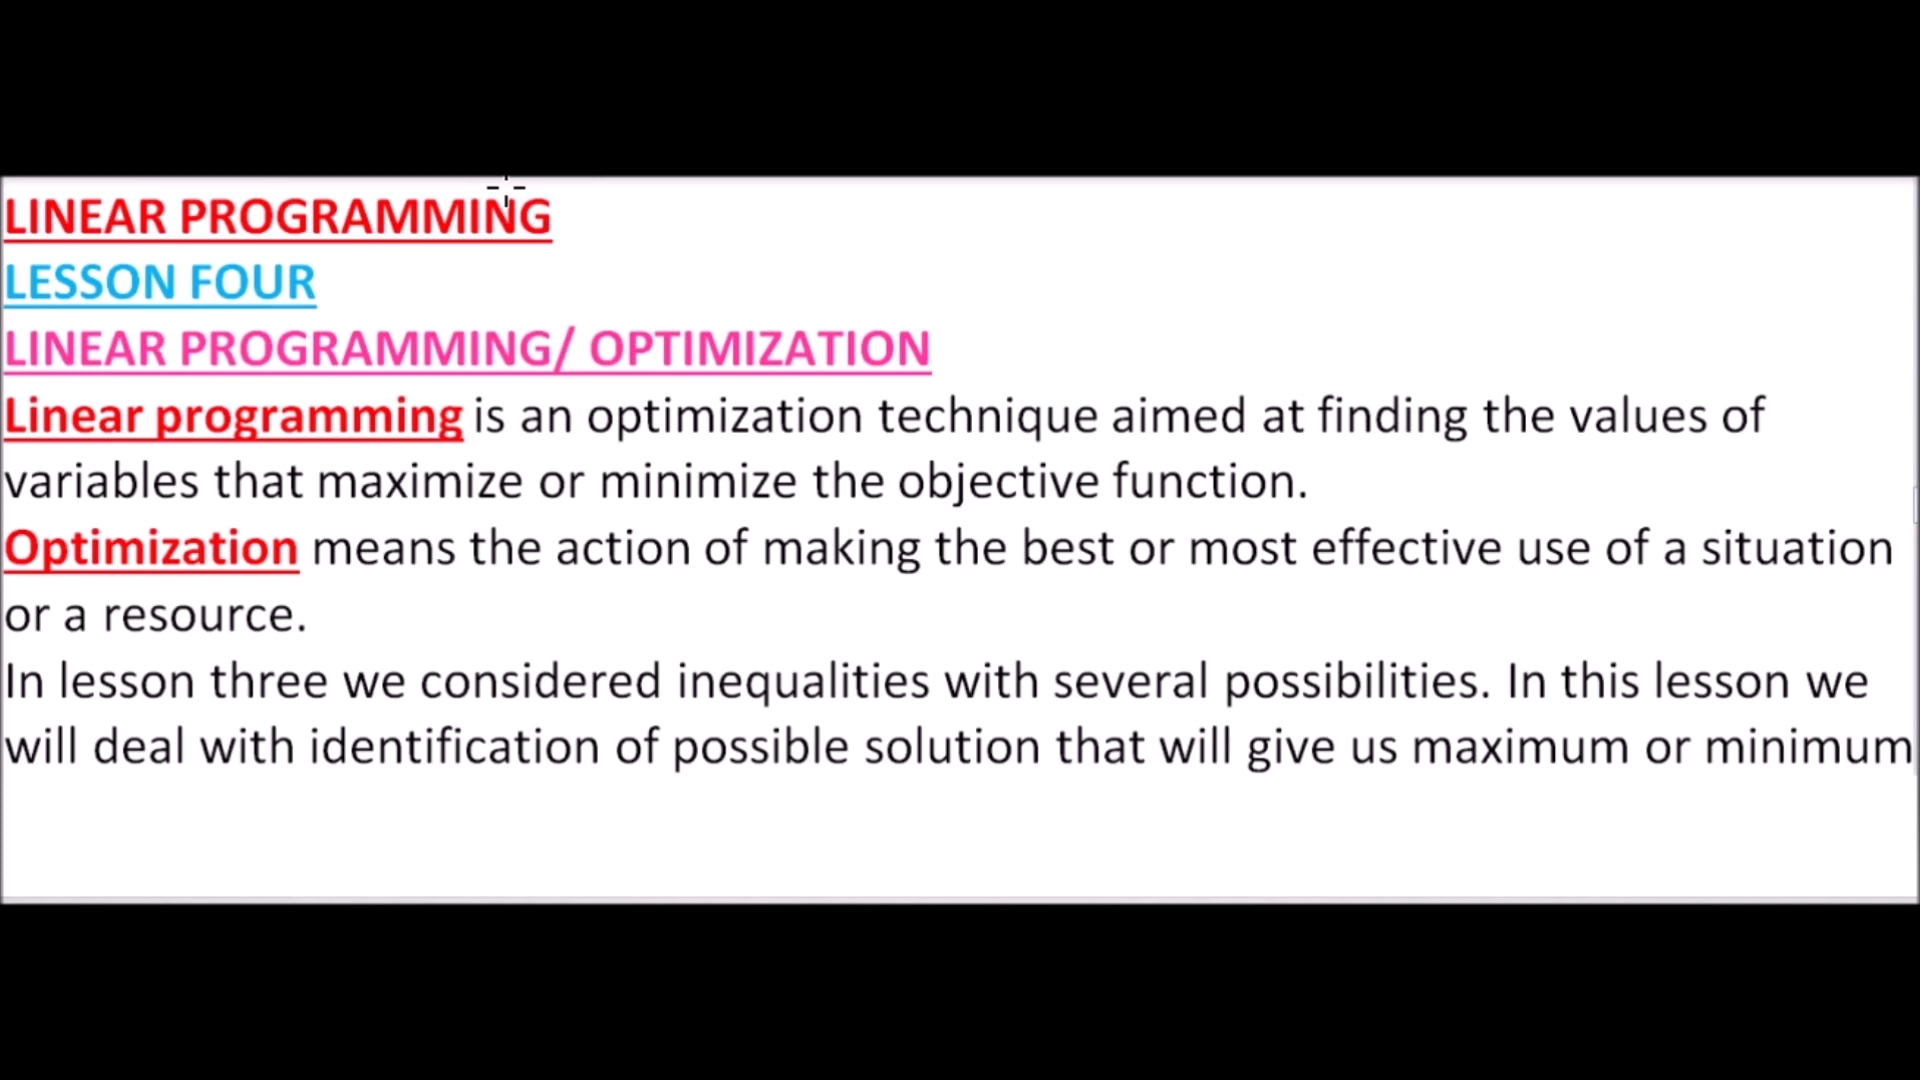 LINEAR PROGRAMMING
LESSON FOUR
LINEAR PROGRAMMING/ OPTIMIZATION
Linear programming is an optimization technique aimed at finding the values of
variables that maximize or minimize the objective function.
Optimization means the action of making the best or most effective use of a situation
or a resource.
In lesson three we considered inequalities with several possibilities. In this lesson we
will deal with identification of possible solution that will give us maximum or minimum